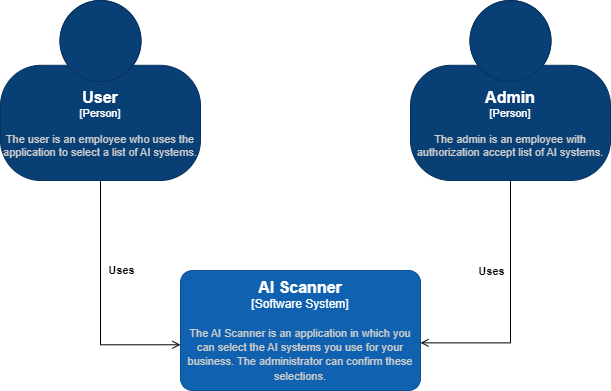 User
[Person]
The user is an employee who uses the
application to select a list of AI systems.
Admin
[Person]
The admin is an employee with
authorization accept list of AI systems.
Uses
Uses
AI Scanner
[Software System]
The AI Scanner is an application in which you
can select the AI systems you use for your
business. The administrator can confirm these
selections.